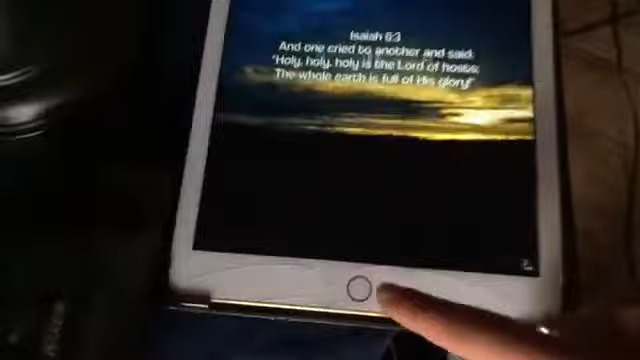 Isaiah 6:3
And one cried to another and said:
"Holy, holy, holy is the Lord of hosts;
The whole earth is full of His glory!"